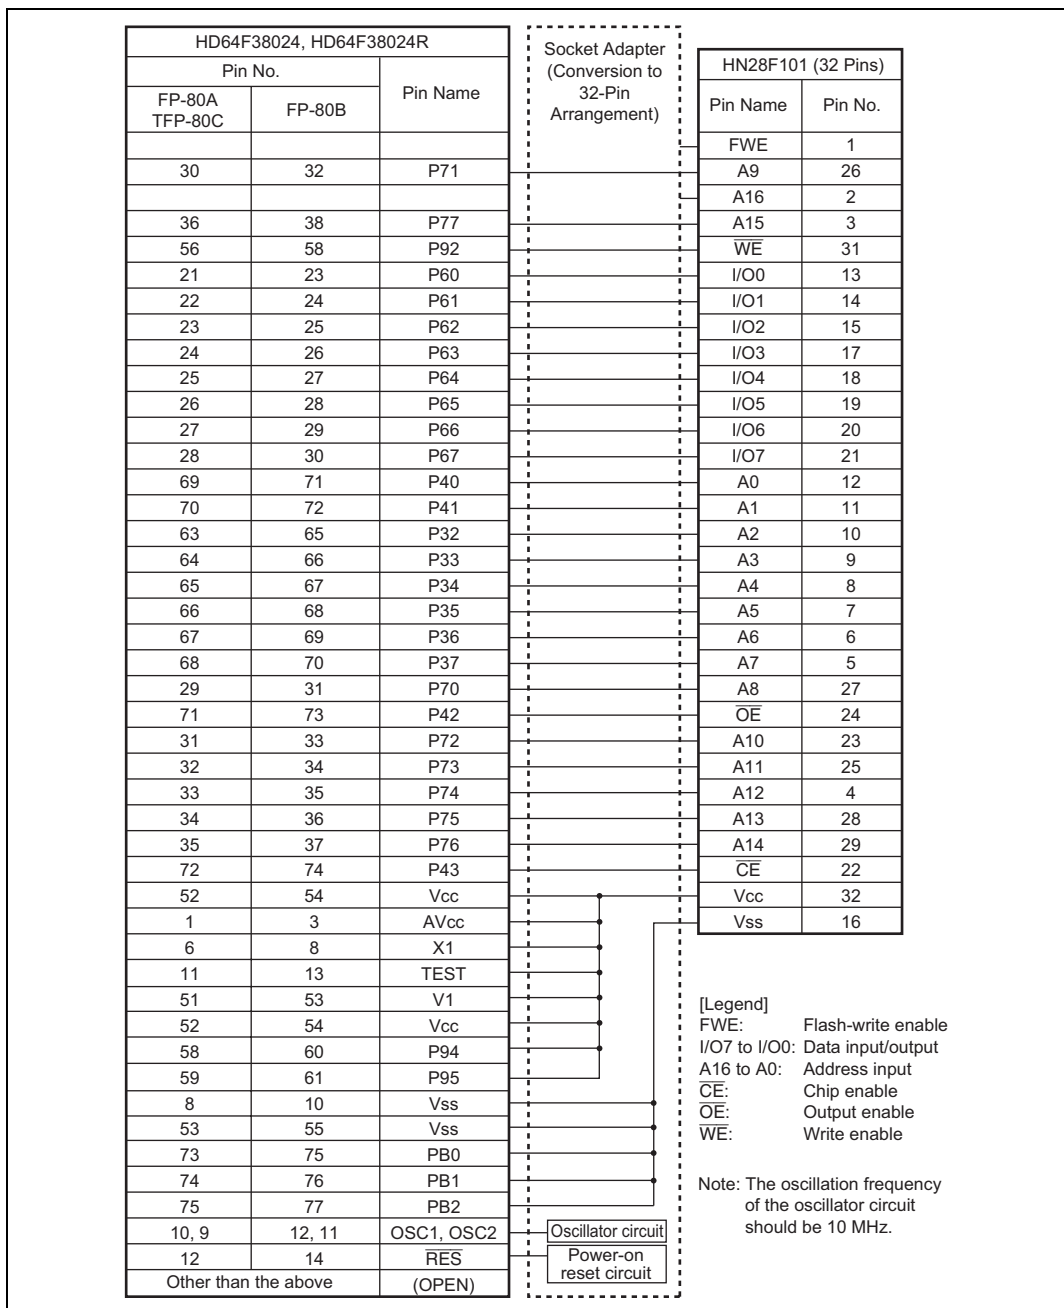 HD64F38024, HD64F38024R
Pin No.
Pin Name
FP-80A
TFP-80C
FP-80B
Socket Adapter
(Conversion to
32-Pin
Arrangement)
HN28F101 (32 Pins)
Pin Name Pin No.
FWE 1
30 32 P71 A9 26
A16 2
36 38 P77 A15 3
56 58 P92 W̅E̅ 31
21 23 P60 I/O0 13
22 24 P61 I/O1 14
23 25 P62 I/O2 15
24 26 P63 I/O3 17
25 27 P64 I/O4 18
26 28 P65 I/O5 19
27 29 P66 I/O6 20
28 30 P67 I/O7 21
69 71 P40 A0 12
70 72 P41 A1 11
63 65 P32 A2 10
64 66 P33 A3 9
65 67 P34 A4 8
66 68 P35 A5 7
67 69 P36 A6 6
68 70 P37 A7 5
29 31 P70 A8 27
71 73 P42 O̅E̅ 24
31 33 P72 A10 23
32 34 P73 A11 25
33 35 P74 A12 4
34 36 P75 A13 28
35 37 P76 A14 29
72 74 P43 C̅E̅ 22
52 54 Vcc Vcc 32
1 3 AVcc Vss 16
6 8 X1
11 13 TEST
51 53 V1
52 54 Vcc
58 60 P94
59 61 P95
8 10 Vss
53 55 Vss
73 75 PB0
74 76 PB1
75 77 PB2
10, 9 12, 11 OSC1, OSC2 Oscillator circuit
12 14 R̅E̅S̅ Power-on
reset circuit
Other than the above (OPEN)
[Legend]
FWE: Flash-write enable
I/O7 to I/O0: Data input/output
A16 to A0: Address input
C̅E̅: Chip enable
O̅E̅: Output enable
W̅E̅: Write enable
Note: The oscillation frequency
of the oscillator circuit
should be 10 MHz.